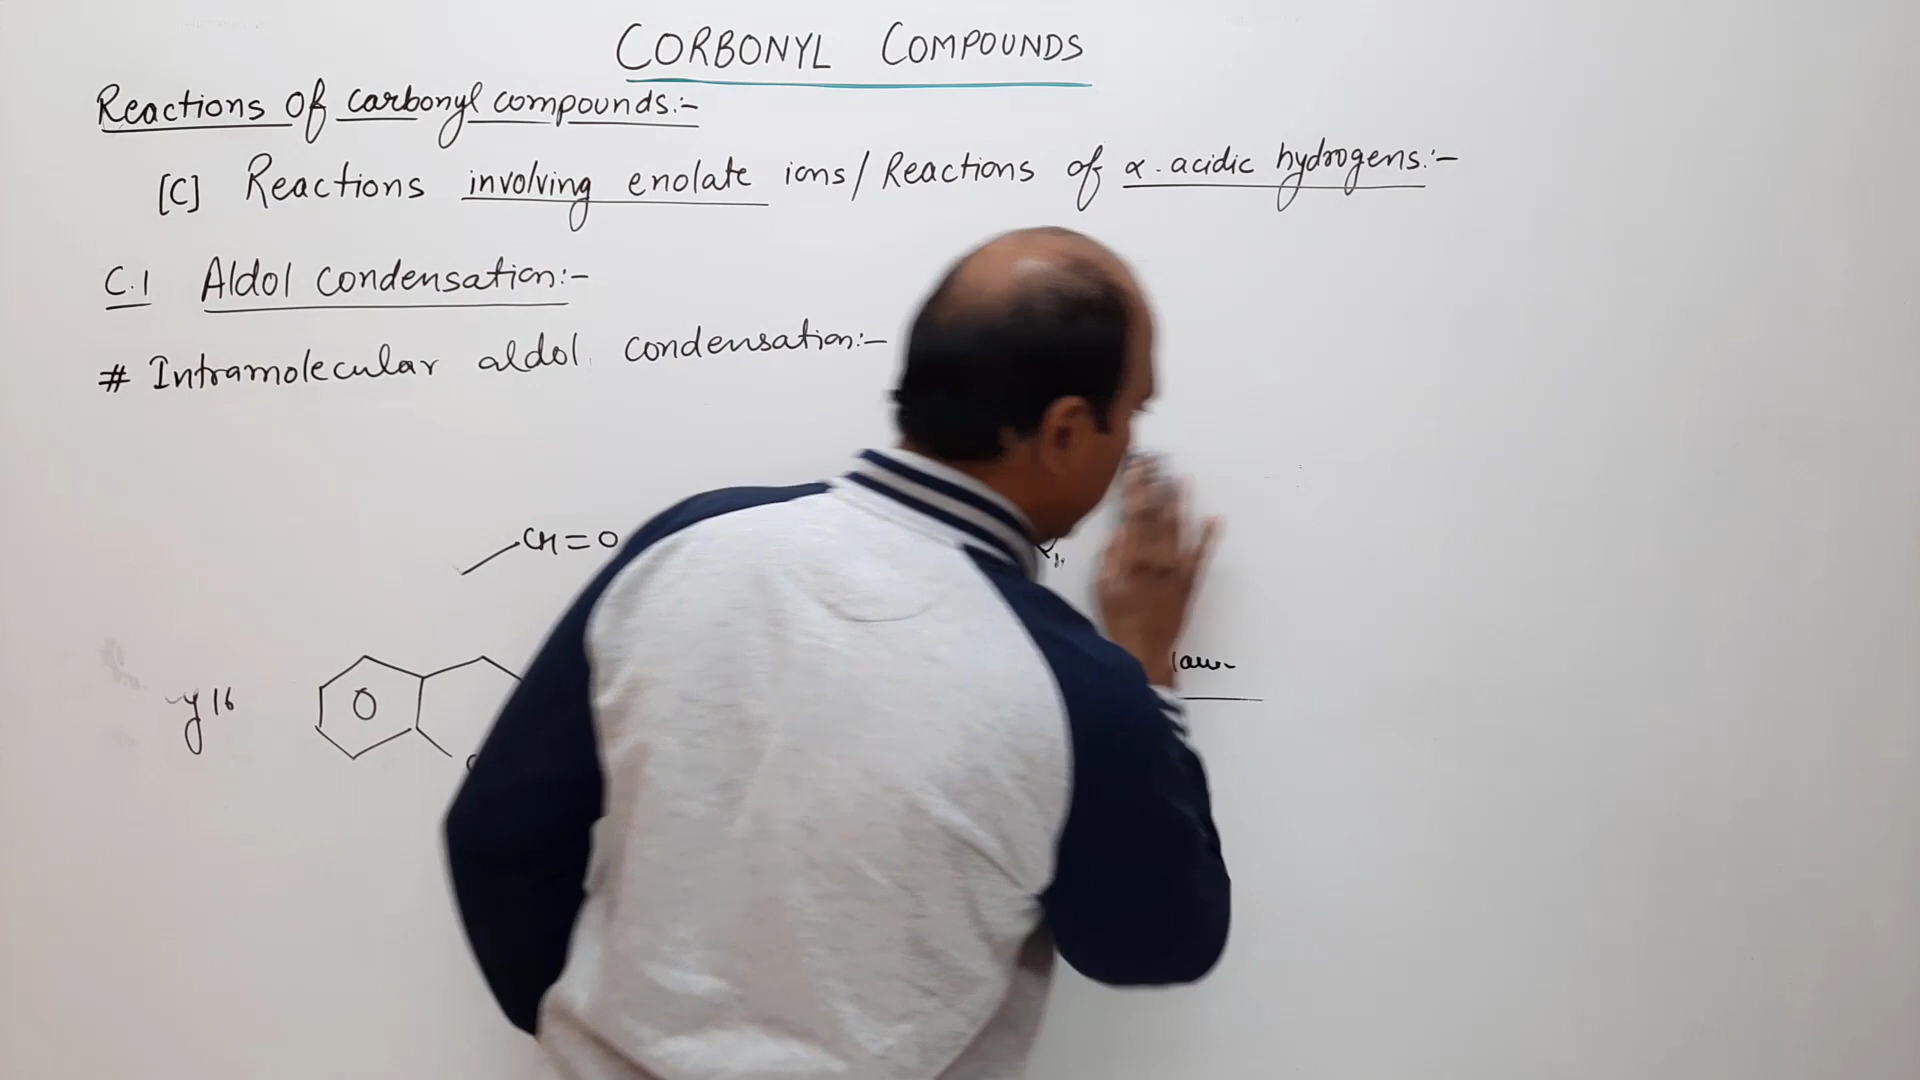 CORBONYL COMPOUNDS
Reactions Of carbonyl compounds:-
[C] Reactions involving enolate ions/Reactions of α-acidic hydrogens:-
C.1 Aldol condensation:-
# Intramolecular aldol condensation:-
CH=O